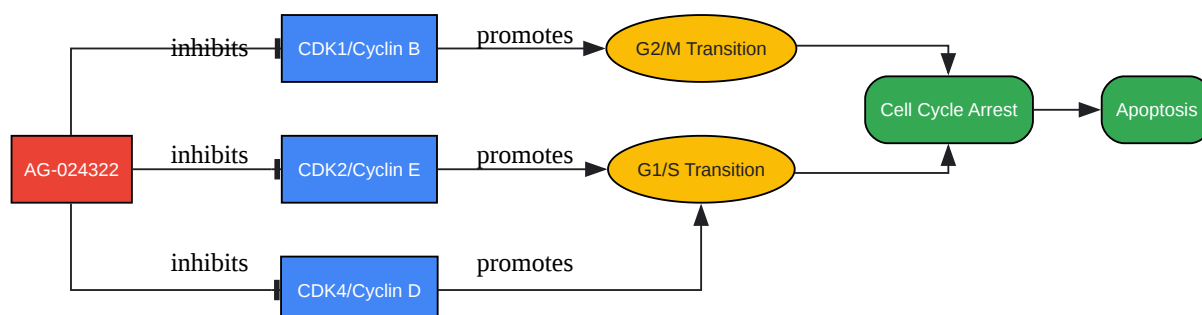 inhibits
CDK1/Cyclin B
promotes
G2/M Transition
Cell Cycle Arrest
Apoptosis
AG-024322
inhibits
CDK2/Cyclin E
promotes
G1/S Transition
inhibits
CDK4/Cyclin D
promotes